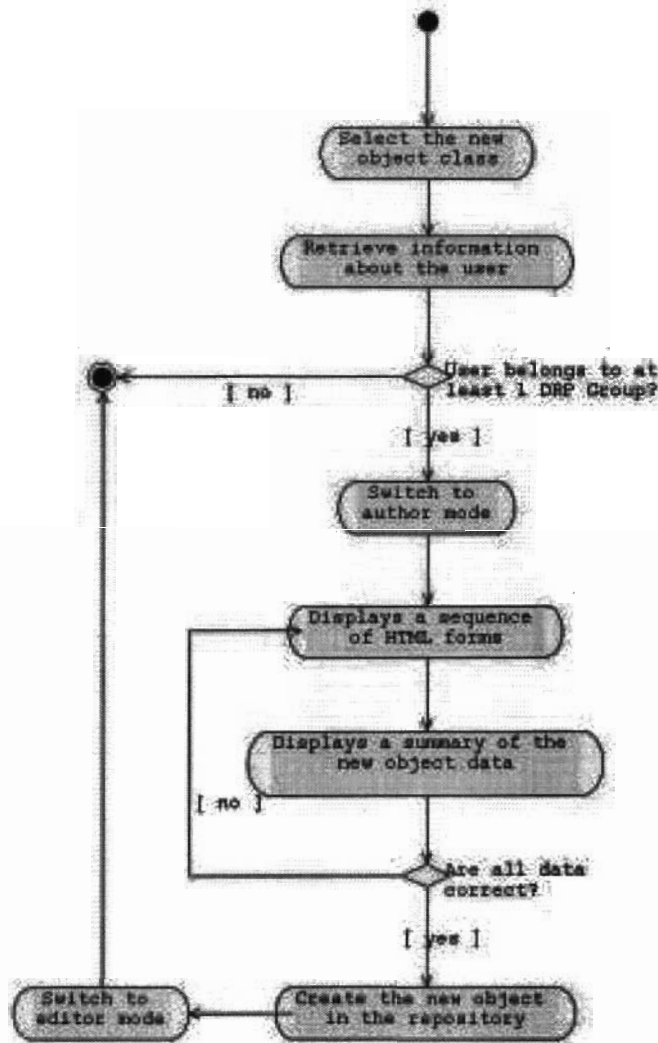 Select the new
object class
Retrieve information
about the user
User belongs to at
least 1 DRP Group?
[ no ]
[ yes ]
Switch to
author mode
Displays a sequence
of HTML forms
Displays a summary of the
new object data
[ no ]
Are all data
correct?
[ yes ]
Switch to
editor mode
Create the new object
in the repository